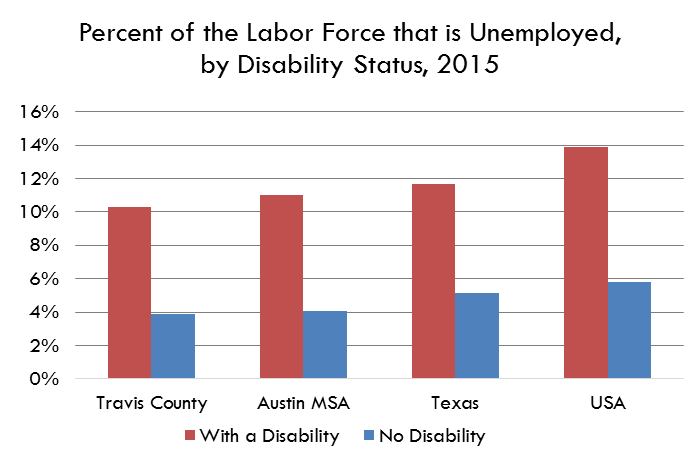 Percent of the Labor Force that is Unemployed,
by Disability Status, 2015
16%
14%
12%
10%
8%
6%
4%
2%
0%
Travis County Austin MSA Texas USA
With a Disability No Disability